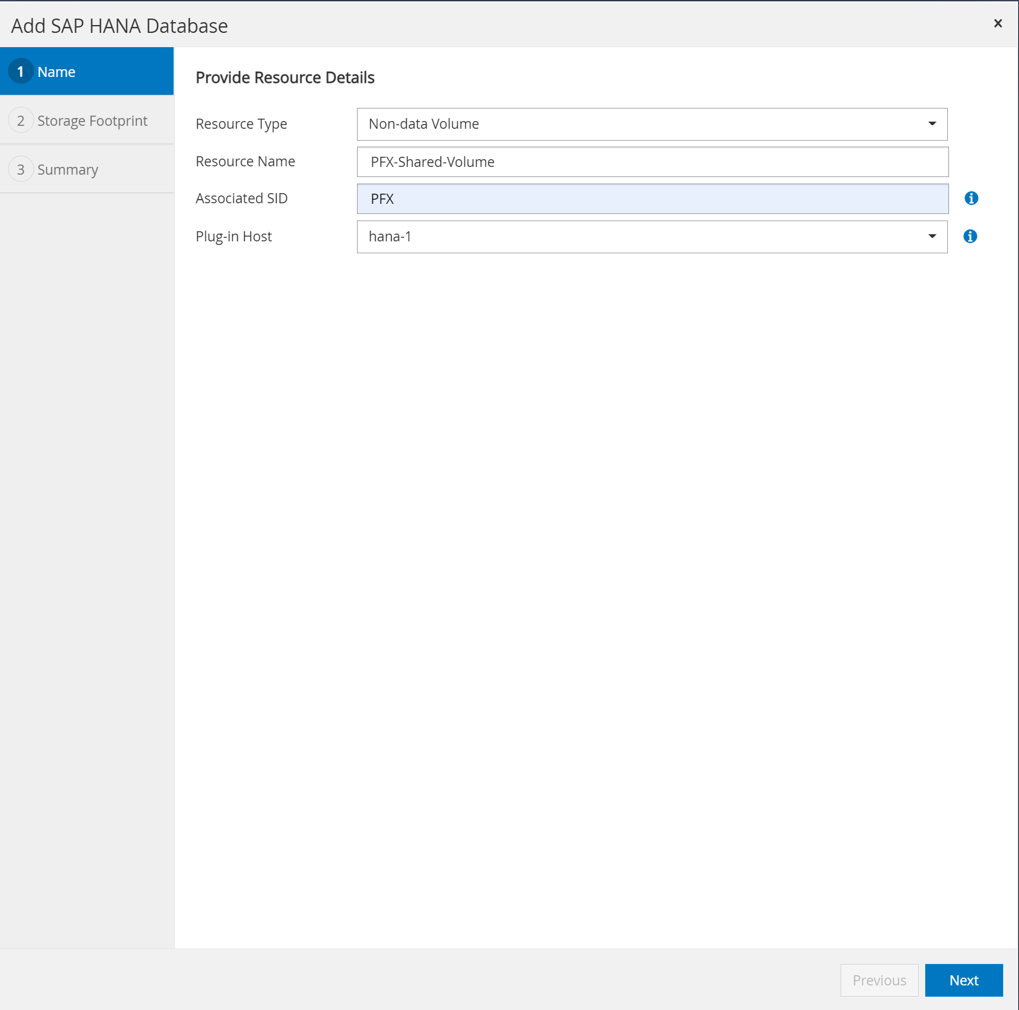 Add SAP HANA Database
×
1 Name
2 Storage Footprint
3 Summary
Provide Resource Details
Resource Type Non-data Volume
Resource Name PFX-Shared-Volume
Associated SID PFX
Plug-in Host hana-1
Previous Next